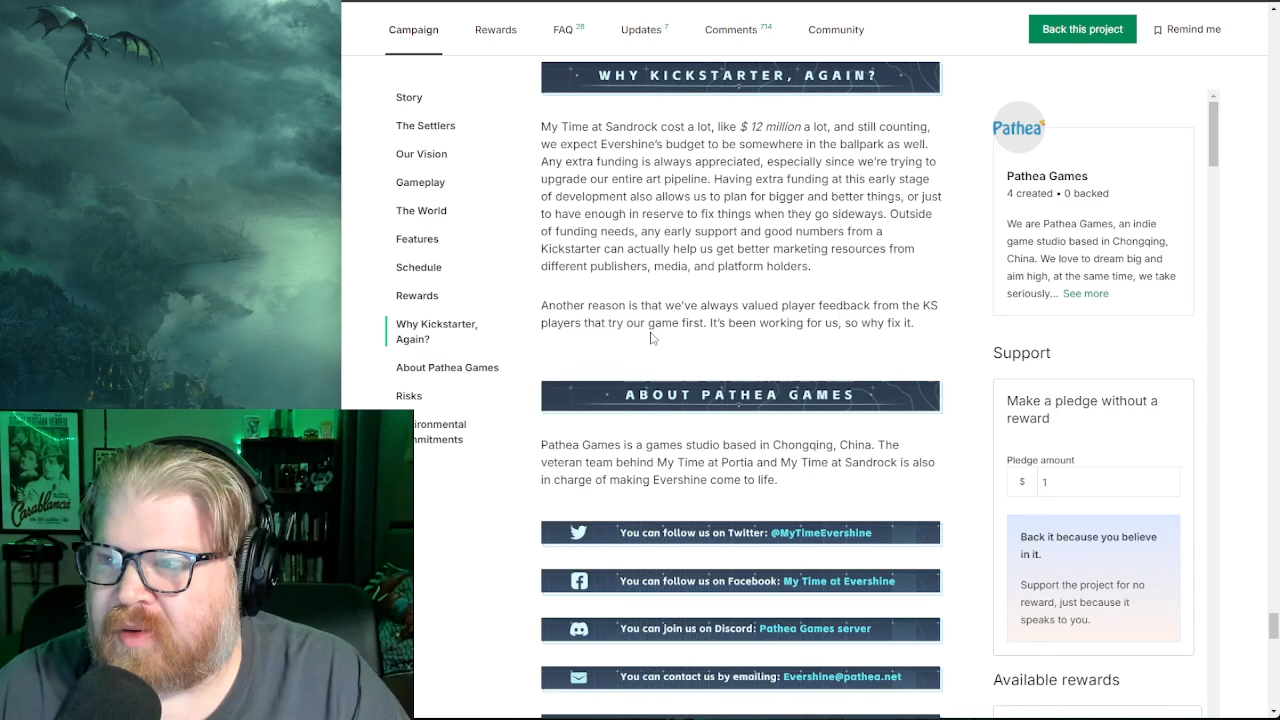 Campaign
Rewards
FAQ 26
Updates 7
Comments 714
Community
Back this project
Remind me
Story
The Settlers
Our Vision
Gameplay
The World
Features
Schedule
Rewards
Why Kickstarter,
Again?
About Pathea Games
Risks
ironmental
mmitments
WHY KICKSTARTER, AGAIN?
My Time at Sandrock cost a lot, like $ 12 million a lot, and still counting,
we expect Evershine's budget to be somewhere in the ballpark as well.
Any extra funding is always appreciated, especially since we're trying to
upgrade our entire art pipeline. Having extra funding at this early stage
of development also allows us to plan for bigger and better things, or just
to have enough in reserve to fix things when they go sideways. Outside
of funding needs, any early support and good numbers from a
Kickstarter can actually help us get better marketing resources from
different publishers, media, and platform holders.
Another reason is that we've always valued player feedback from the KS
players that try our game first. It's been working for us, so why fix it.
ABOUT PATHEA GAMES
Pathea Games is a games studio based in Chongqing, China. The
veteran team behind My Time at Portia and My Time at Sandrock is also
in charge of making Evershine come to life.
You can follow us on Twitter: @MyTimeEvershine
You can follow us on Facebook: My Time at Evershine
You can join us on Discord: Pathea Games server
You can contact us by emailing: Evershine@pathea.net
Pathea
Pathea Games
4 created • 0 backed
We are Pathea Games, an indie
game studio based in Chongqing,
China. We love to dream big and
aim high, at the same time, we take
seriously... See more
Support
Make a pledge without a
reward
Pledge amount
$ 1
Back it because you believe
in it.
Support the project for no
reward, just because it
speaks to you.
Available rewards
CASABLANCA